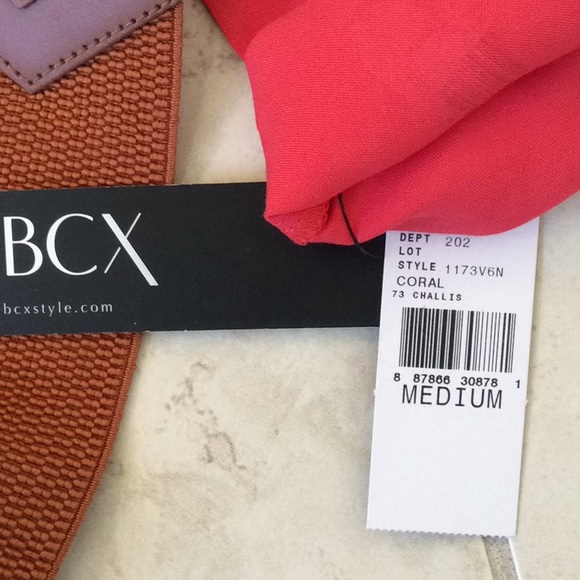 BCX
bcxstyle.com
DEPT 202
LOT
STYLE 1173V6N
CORAL
73 CHALLIS
8 87866 30878 1
MEDIUM